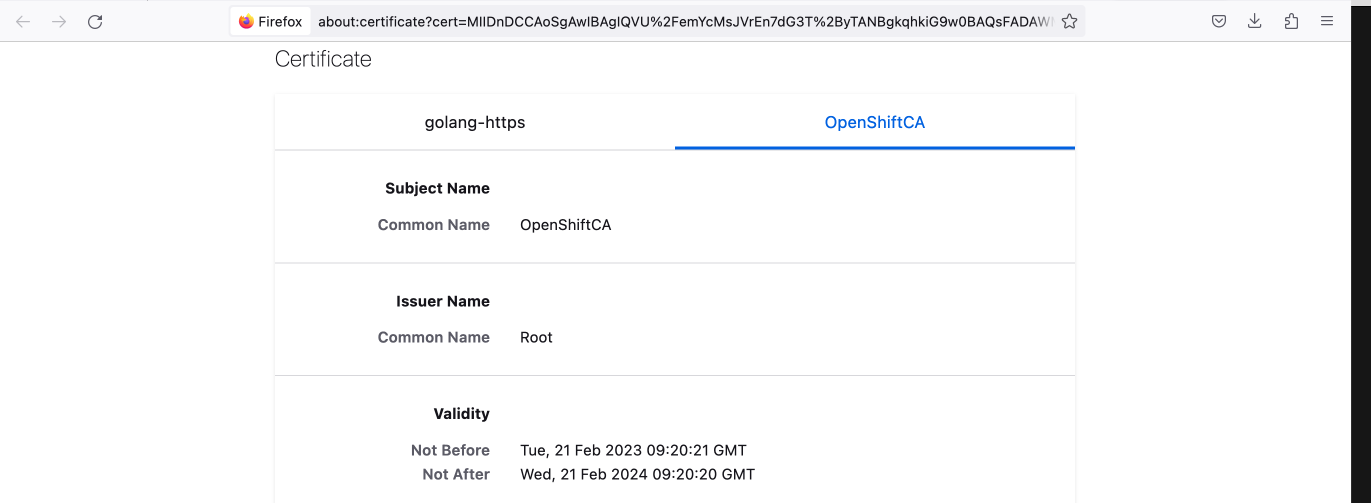 Firefox about:certificate?cert=MIIDnDCCAoSgAwIBAgIQVU%2FemYcMsJVrEn7dG3T%2ByTANBgkqhkiG9w0BAQsFADAW
Certificate
golang-https OpenShiftCA
Subject Name
Common Name OpenShiftCA
Issuer Name
Common Name Root
Validity
Not Before Tue, 21 Feb 2023 09:20:21 GMT
Not After Wed, 21 Feb 2024 09:20:20 GMT